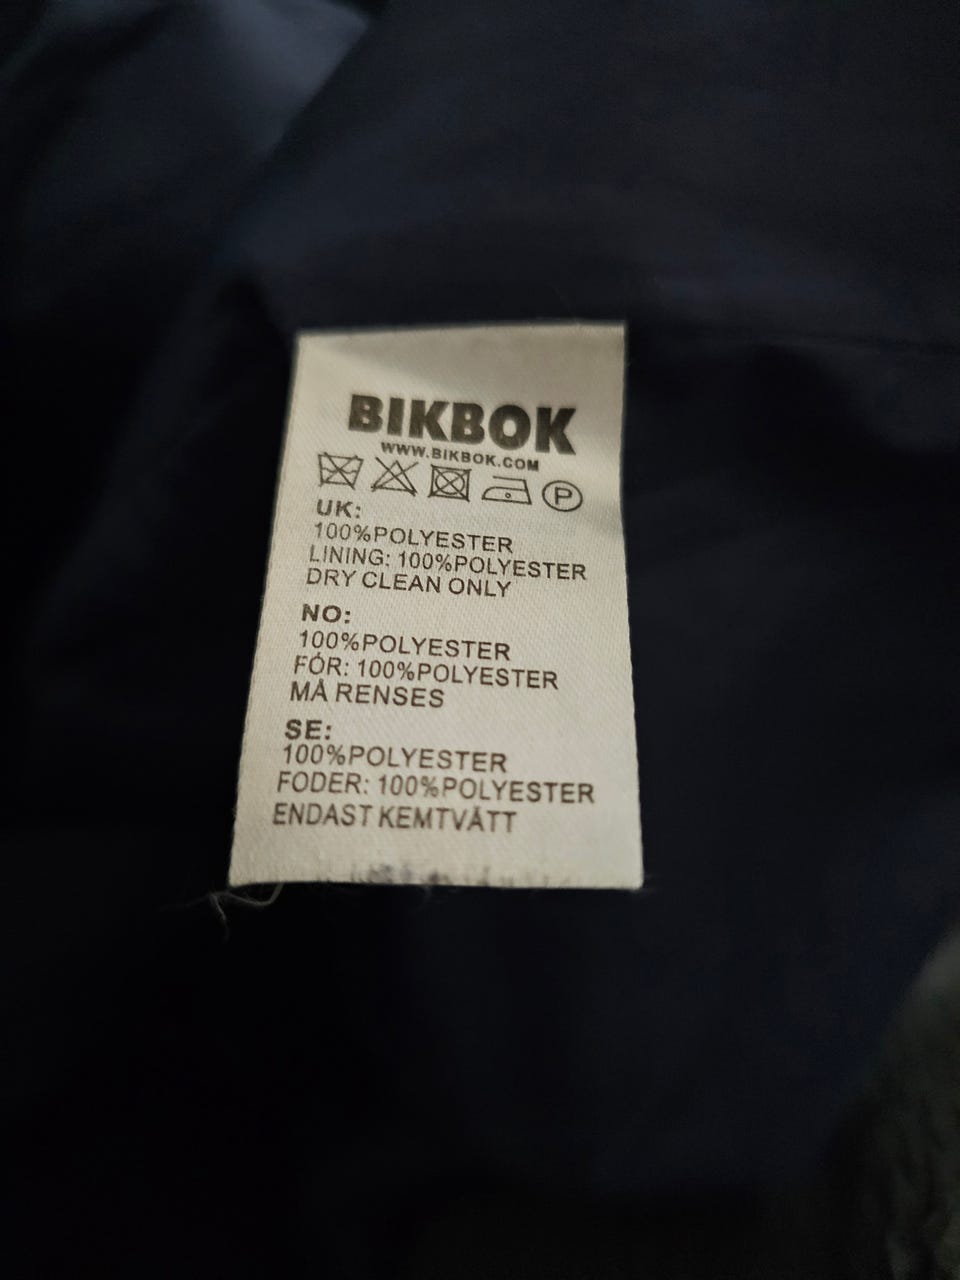 BIKBOK
WWW.BIKBOK.COM
P
UK:
100%POLYESTER
LINING: 100%POLYESTER
DRY CLEAN ONLY
NO:
100%POLYESTER
FÓR: 100%POLYESTER
MÅ RENSES
SE:
100%POLYESTER
FODER: 100%POLYESTER
ENDAST KEMTVÄTT